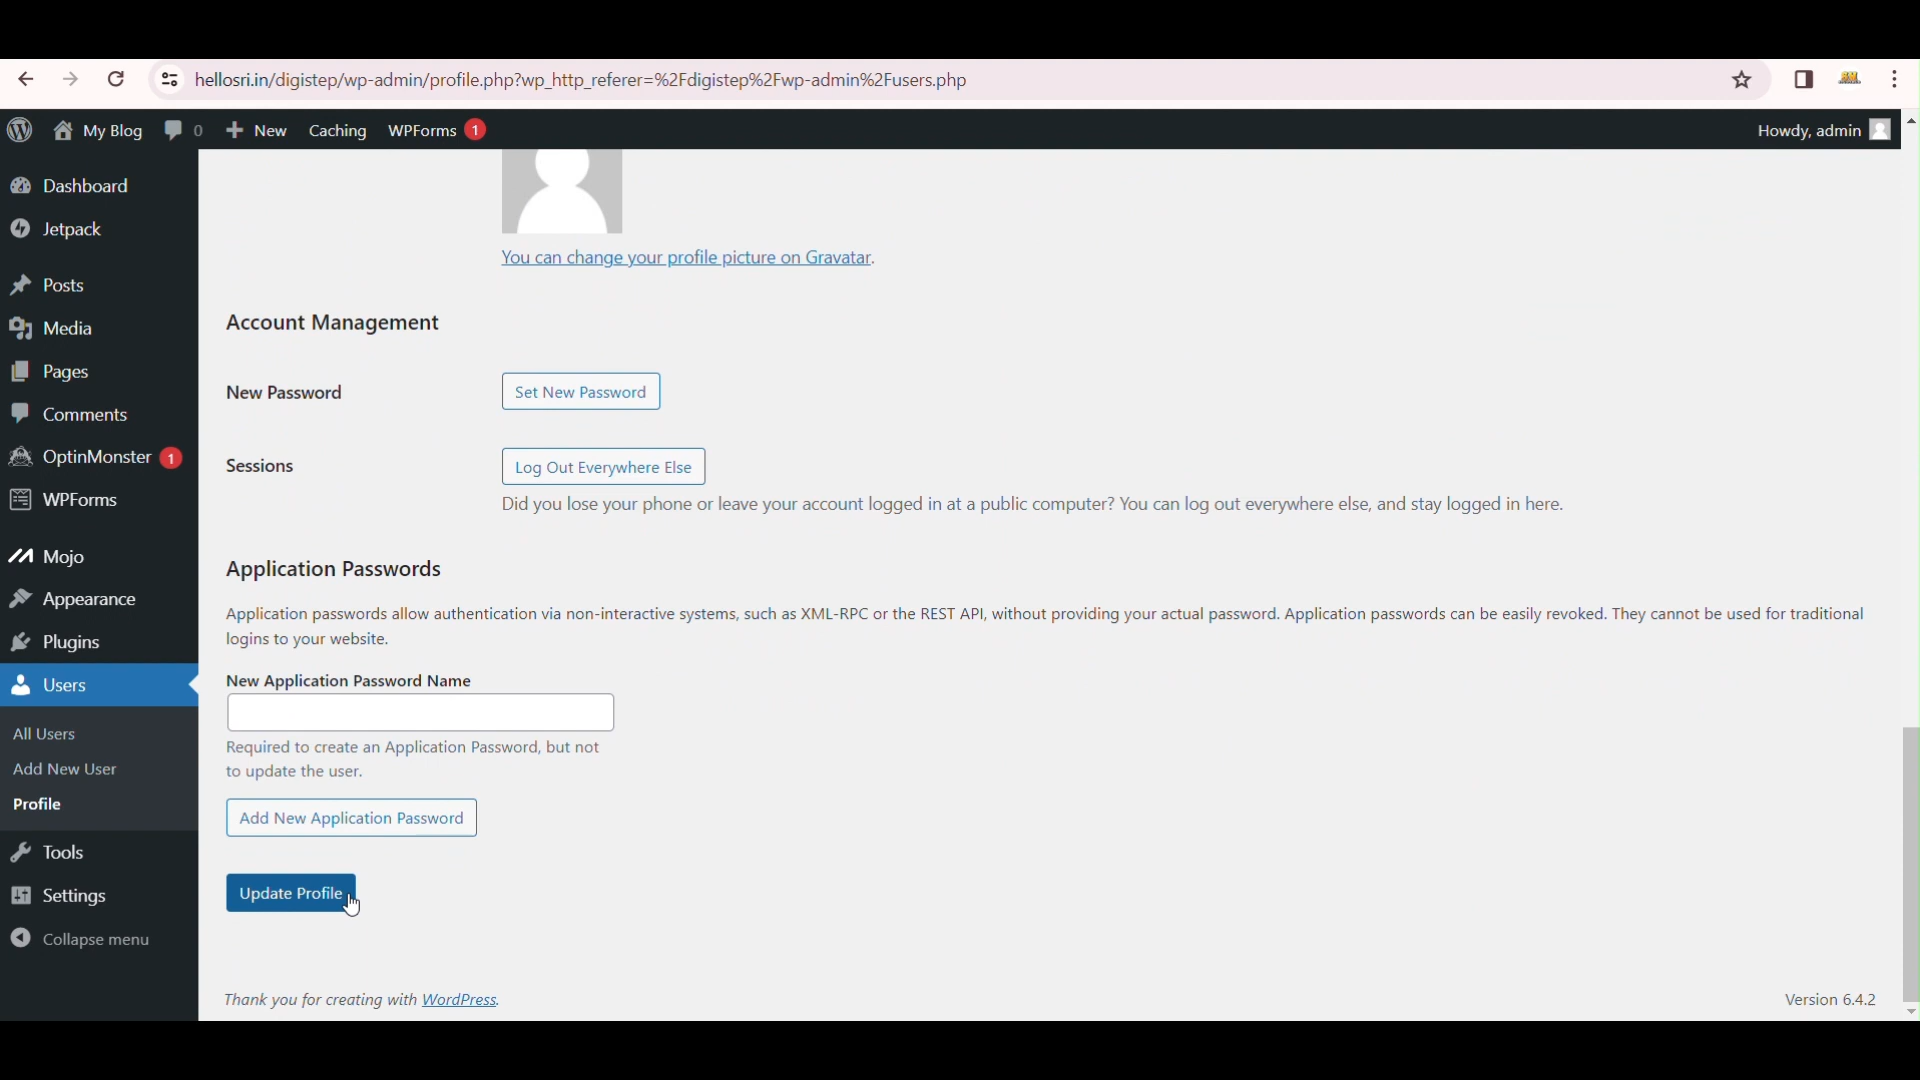 hellosri.in/digistep/wp-admin/profile.php?wp_http_referer=%2Fdigistep%2Fwp-admin%2Fusers.php
My Blog 0 New Caching WPForms 1 Howdy, admin
Dashboard
Jetpack
Posts
Media
Pages
Comments
OptinMonster 1
WPForms
Mojo
Appearance
Plugins
Users
All Users
Add New User
Profile
Tools
Settings
Collapse menu
You can change your profile picture on Gravatar.
Account Management
New Password Set New Password
Sessions Log Out Everywhere Else
Did you lose your phone or leave your account logged in at a public computer? You can log out everywhere else, and stay logged in here.
Application Passwords
Application passwords allow authentication via non-interactive systems, such as XML-RPC or the REST API, without providing your actual password. Application passwords can be easily revoked. They cannot be used for traditional
logins to your website.
New Application Password Name
Required to create an Application Password, but not
to update the user.
Add New Application Password
Update Profile
Thank you for creating with WordPress. Version 6.4.2